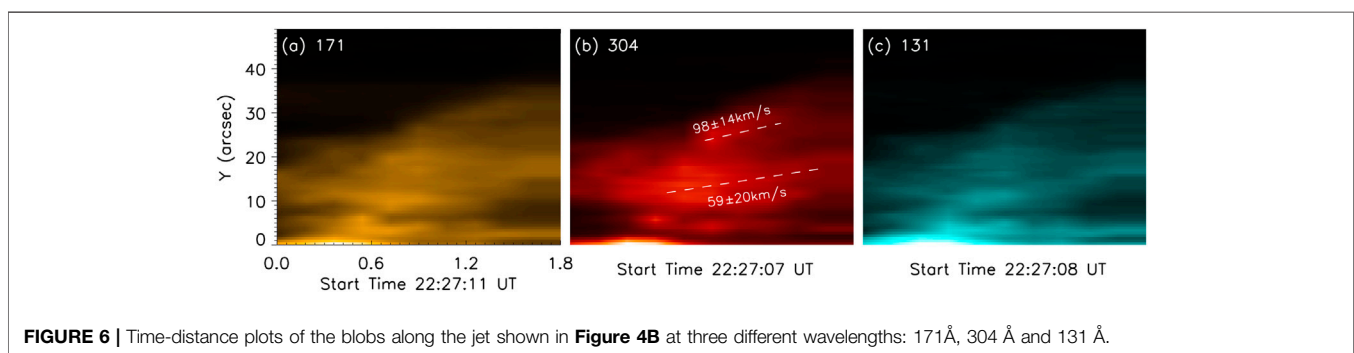 (a) 171
(b) 304
(c) 131
40
30
20
10
0
Y (arcsec)
98±14km/s
59±20km/s
0.0 0.6 1.2 1.8
Start Time 22:27:11 UT
Start Time 22:27:07 UT
Start Time 22:27:08 UT
FIGURE 6 | Time-distance plots of the blobs along the jet shown in Figure 4B at three different wavelengths: 171Å, 304 Å and 131 Å.